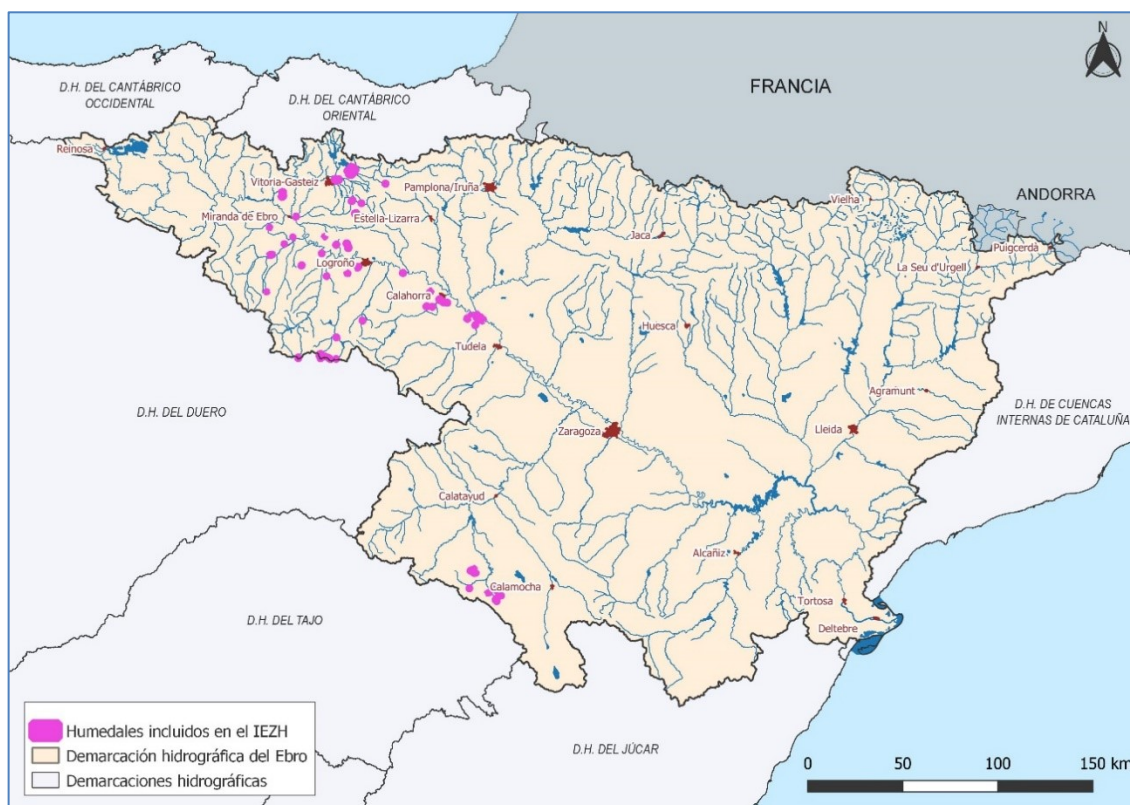 N
FRANCIA
D.H. DEL CANTÁBRICO
OCCIDENTAL
D.H. DEL CANTÁBRICO
ORIENTAL
Reinosa
Vitoria-Gasteiz
Pamplona/Iruña
Vielha
ANDORRA
Miranda de Ebro
Estella-Lizarra
Jaca
Puigcerdà
La Seu d'Urgell
Logroño
Calahorra
Huesca
Tudela
Agramunt
D.H. DEL DUERO
D.H. DE CUENCAS
INTERNAS DE CATALUÑA
Zaragoza
Lleida
Calatayud
Alcañiz
Calamocha
Tortosa
Deltebre
D.H. DEL TAJO
D.H. DEL JÚCAR
Humedales incluidos en el IEZH
Demarcación hidrográfica del Ebro
Demarcaciones hidrográficas
0 50 100 150 km